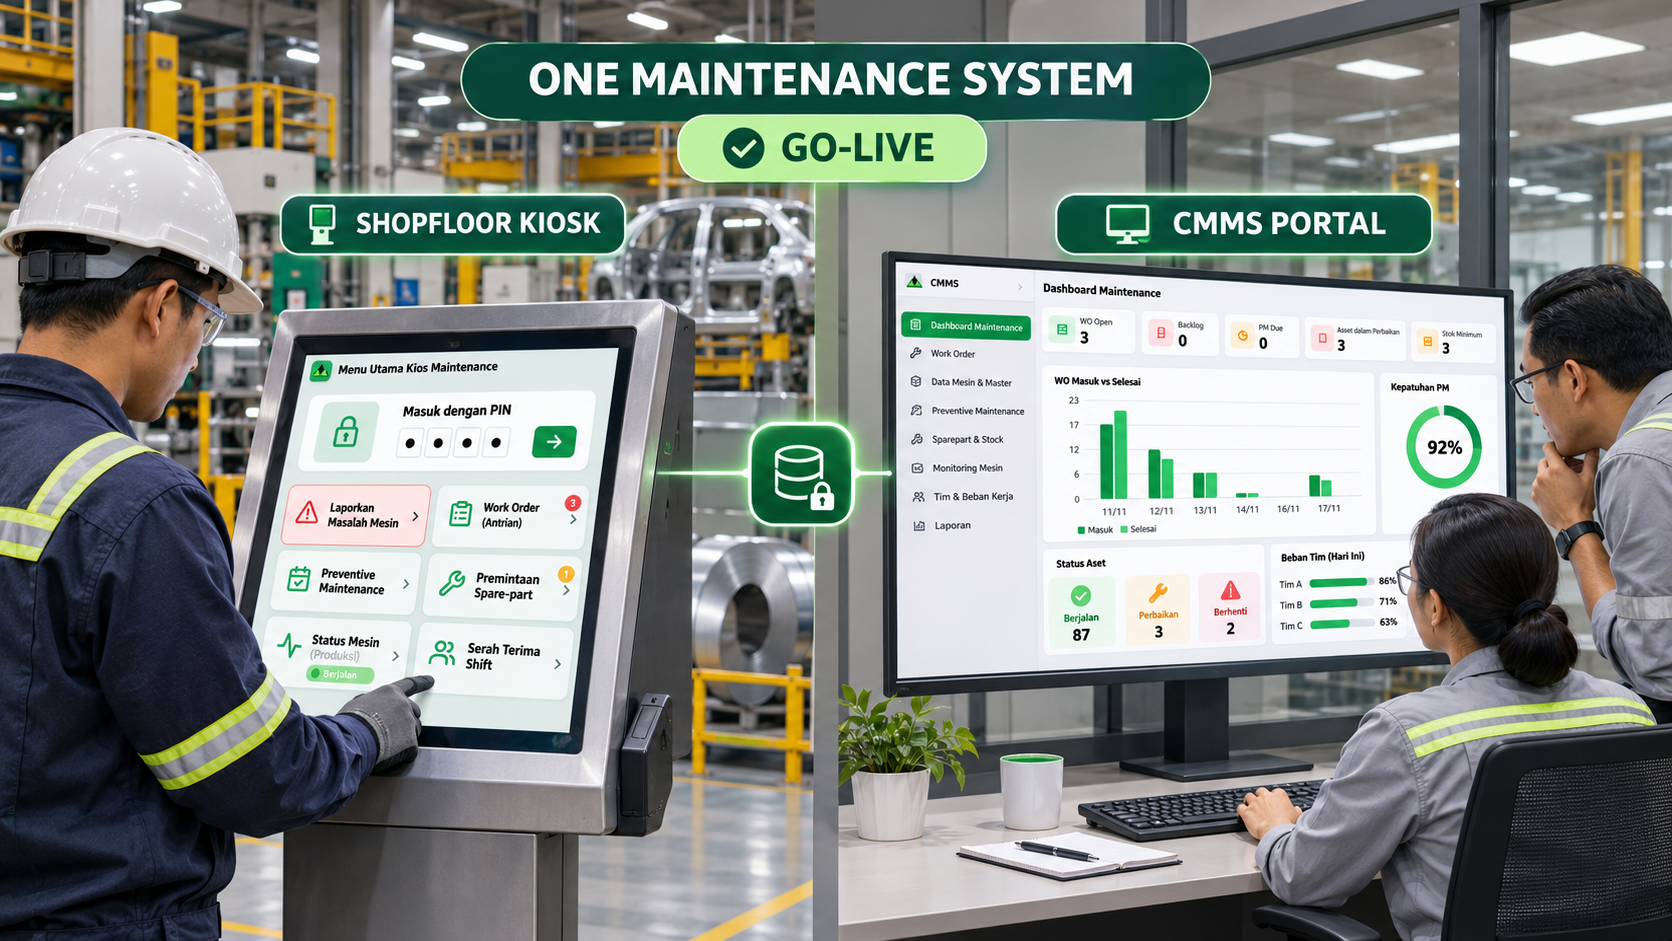 ONE MAINTENANCE SYSTEM
GO-LIVE
SHOPFLOOR KIOSK
Menu Utama Kios Maintenance
Masuk dengan PIN
Laporkan
Masalah Mesin
Work Order
(Antrian)
3
Preventive
Maintenance
Premintaan
Spare-part
1
Status Mesin
(Produksi)
Berjalan
Serah Terima
Shift
CMMS PORTAL
CMMS
Dashboard Maintenance
Work Order
Data Mesin & Master
Preventive Maintenance
Sparepart & Stock
Monitoring Mesin
Tim & Beban Kerja
Laporan
Dashboard Maintenance
WO Open
3
Backlog
0
PM Due
0
Asset dalam Perbaikan
3
Stok Minimum
3
WO Masuk vs Selesai
23
17
12
6
0
11/11 12/11 13/11 14/11 16/11 17/11
Masuk Selesai
Kepatuhan PM
92%
Status Aset
Berjalan
87
Perbaikan
3
Berhenti
2
Beban Tim (Hari Ini)
Tim A 86%
Tim B 71%
Tim C 63%